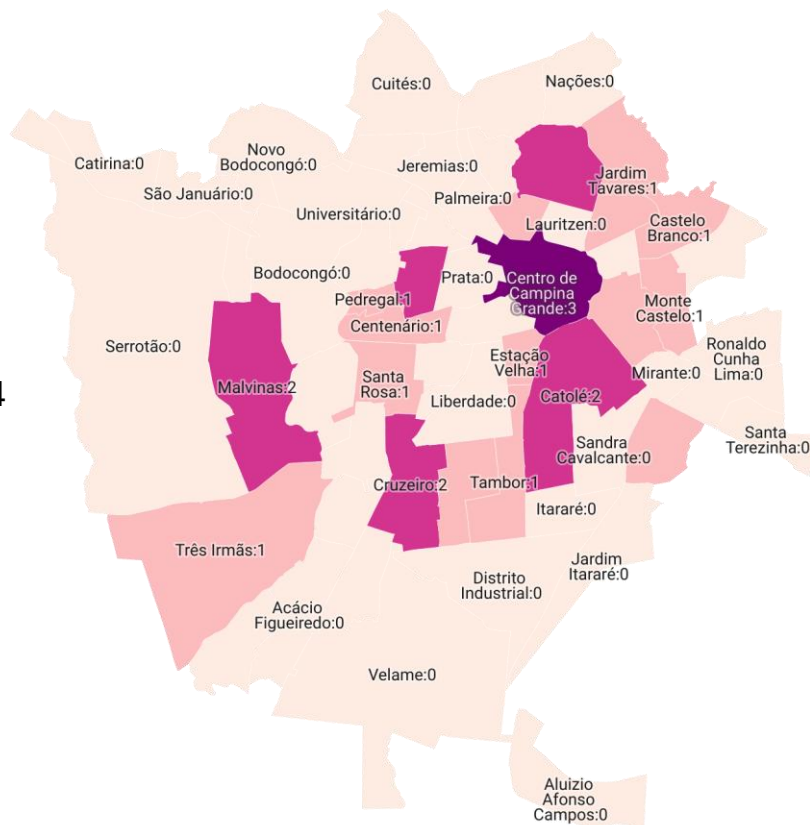 Cuités:0
Nações:0
Novo
Bodocongó:0
Catirina:0
São Januário:0
Jeremias:0
Jardim
Tavares:1
Palmeira:0
Universitário:0
Lauritzen:0
Castelo
Branco:1
Bodocongó:0
Prata:0
Centro de
Campina
Grande:3
Pedregal:1
Monte
Castelo:1
Centenário:1
Serrotão:0
Estação
Velha:1
Ronaldo
Cunha
Lima:0
Mirante:0
Malvinas:2
Santa
Rosa:1
4
Liberdade:0
Catolé:2
Santa
Terezinha:0
Sandra
Cavalcante:0
Cruzeiro:2
Tambor:1
Itararé:0
Três Irmãs:1
Jardim
Itararé:0
Distrito
Industrial:0
Acácio
Figueiredo:0
Velame:0
Aluizio
Afonso
Campos:0